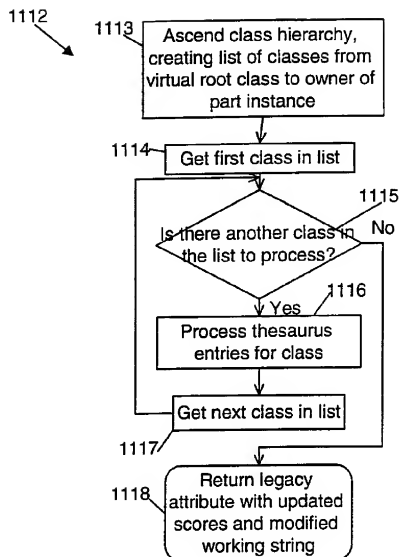 1112
1113
Ascend class hierarchy,
creating list of classes from
virtual root class to owner of
part instance
1114
Get first class in list
1115
Is there another class in
the list to process?
No
Yes
1116
Process thesaurus
entries for class
Get next class in list
1117
Return legacy
attribute with updated
scores and modified
working string
1118